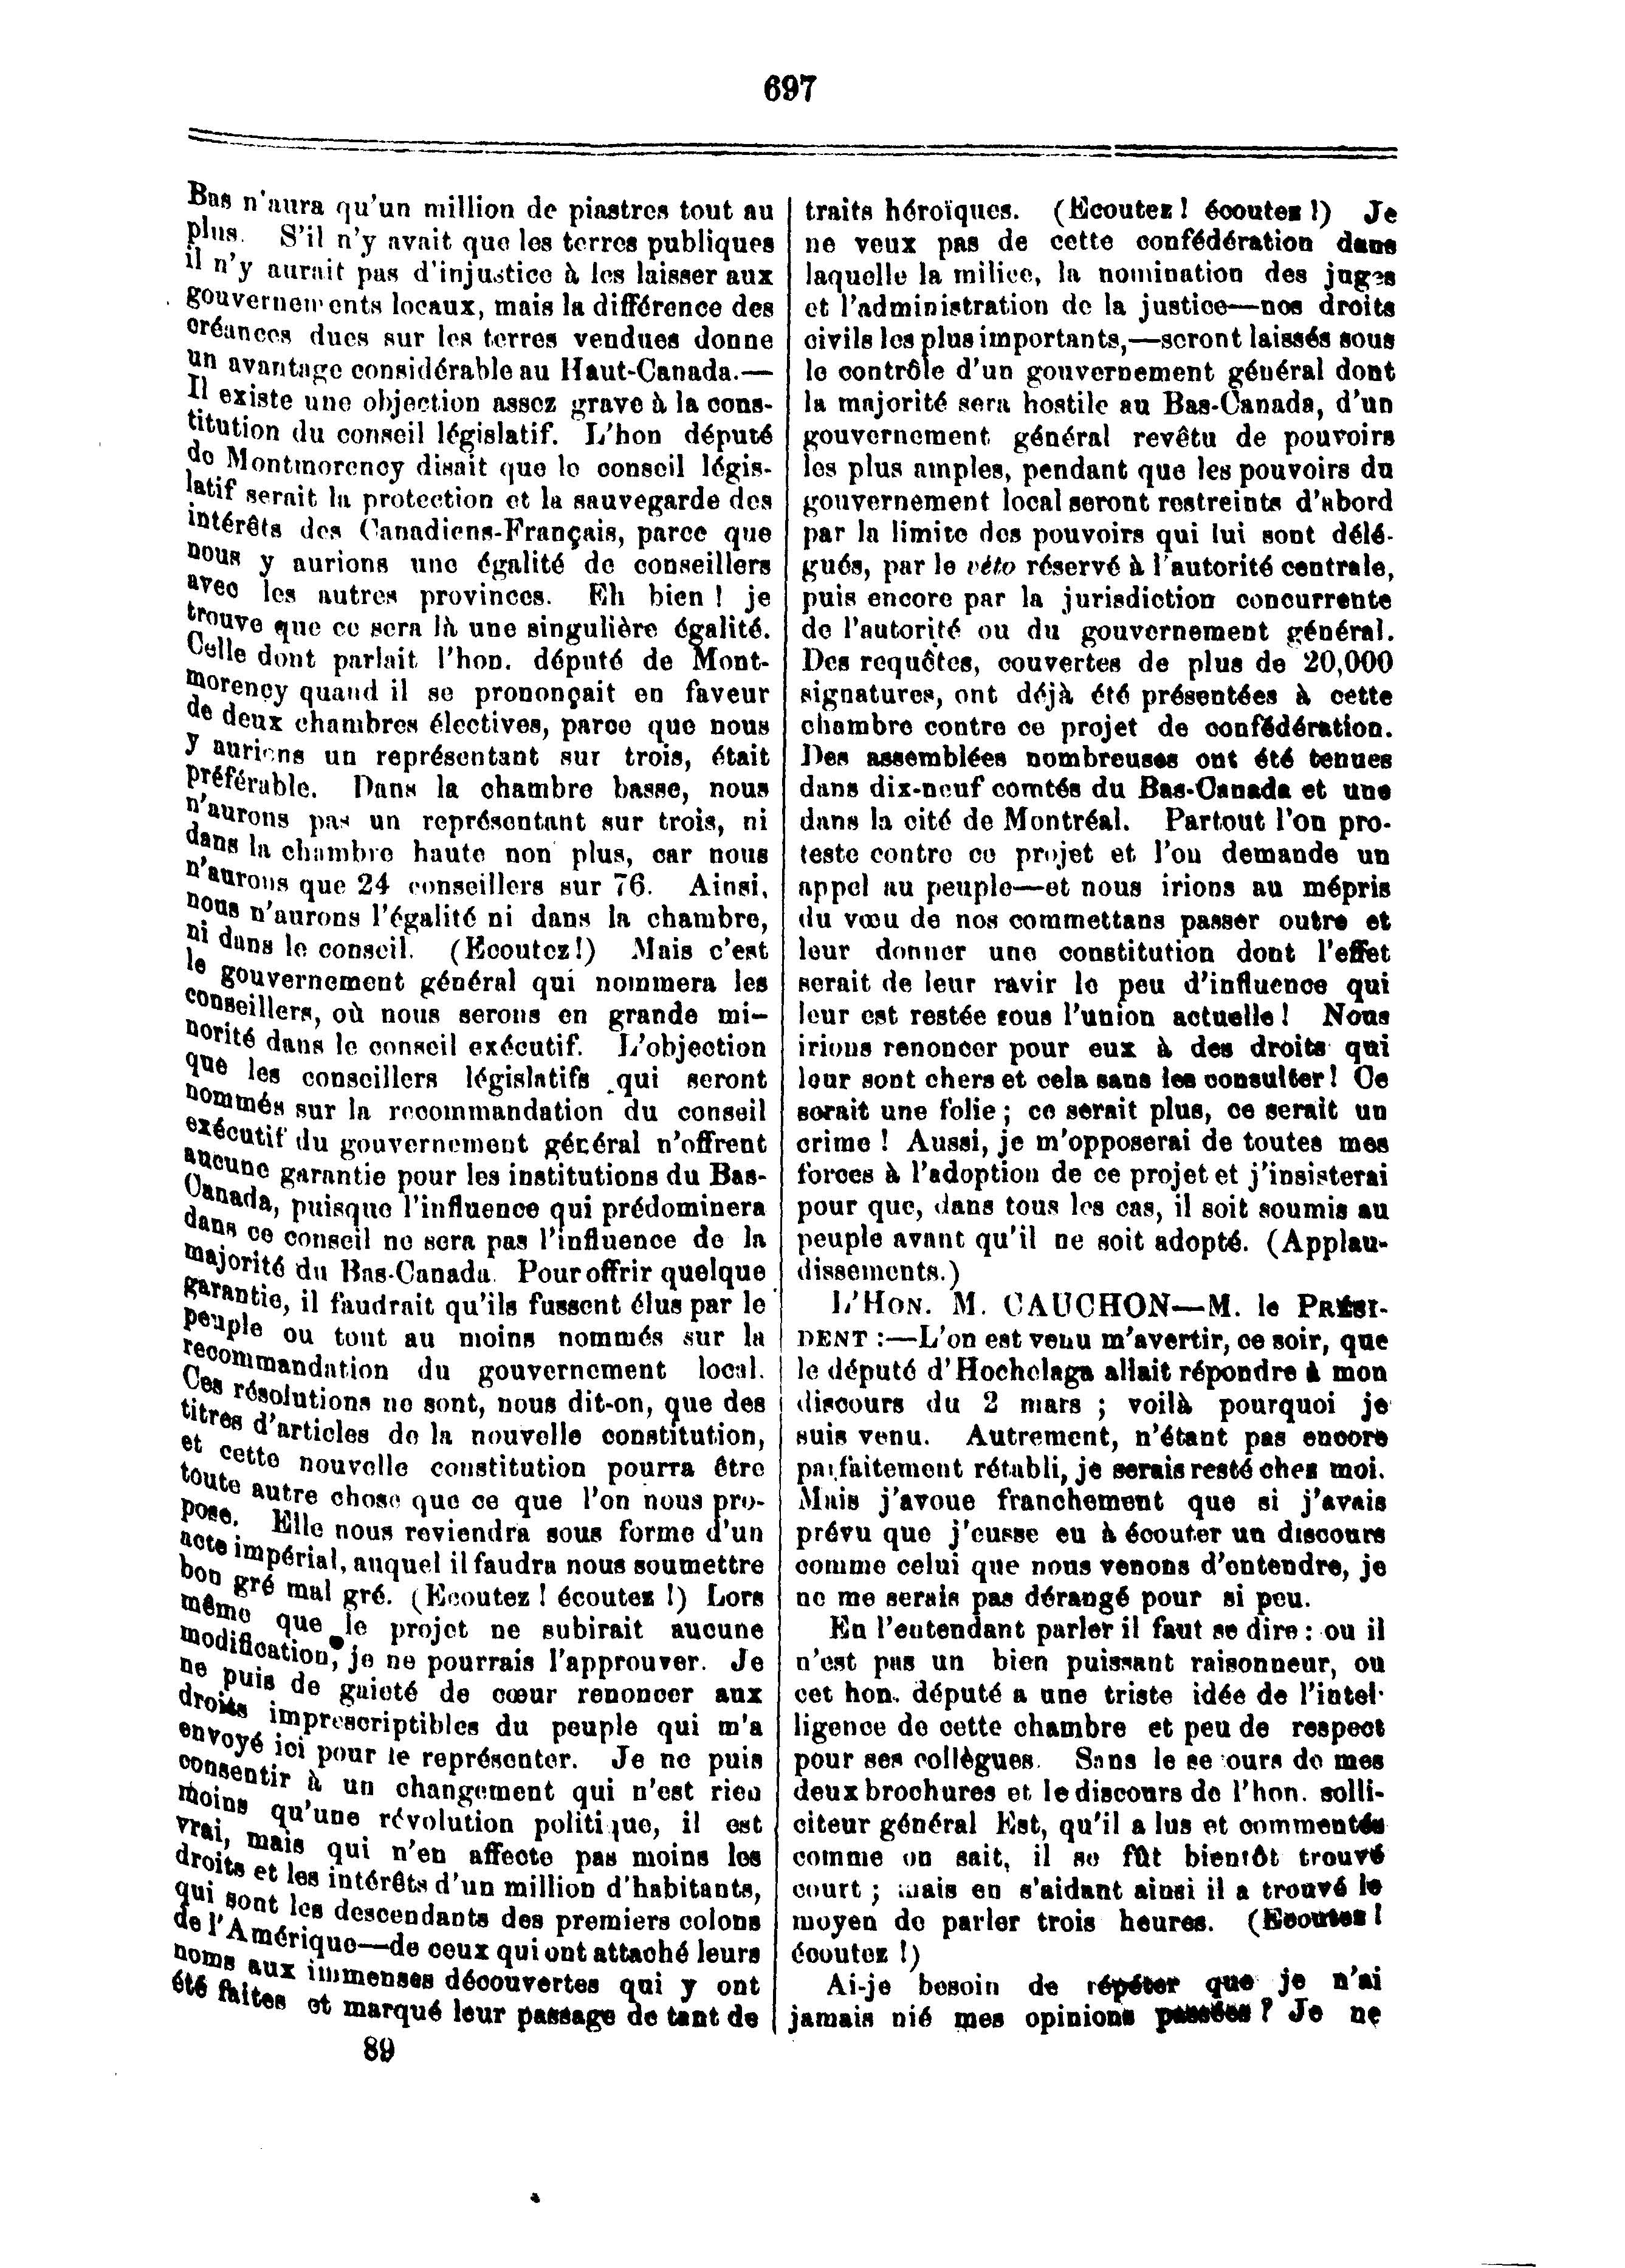 697
Bas n'aura qu'un million de piastres tout au
plus. S'il n'y avait que les terres publiques
il n'y aurait pas d'injustice à les laisser aux
gouvernements locaux, mais la différence des
créances dues sur les terres vendues donne
un avantage considérable au Haut-Canada.—
Il existe une objection assez grave à la cons-
titution du conseil législatif. L'hon député
de Montmorency disait que le conseil légis-
latif serait la protection et la sauvegarde des
intérêts des Canadiens-Français, parce que
nous y aurions une égalité de conseillers
avec les autres provinces. Eh bien ! je
trouve que ce sera là une singulière égalité.
Celle dont parlait l'hon. député de Mont-
morency quand il se prononçait en faveur
de deux chambres électives, parce que nous
y aurions un représentant sur trois, était
préférable. Dans la chambre basse, nous
n'aurons pas un représentant sur trois, ni
dans la chambre haute non plus, car nous
n'aurons que 24 conseillers sur 76. Ainsi,
nous n'aurons l'égalité ni dans la chambre,
ni dans le conseil. (Ecoutez!) Mais c'est
le gouvernement général qui nommera les
conseillers, où nous serons en grande mi-
norité dans le conseil exécutif. L'objection
que les conseillers législatifs qui seront
nommés sur la recommandation du conseil
exécutif du gouvernement général n'offrent
aucune garantie pour les institutions du Bas-
Canada, puisque l'influence qui prédominera
dans ce conseil ne sera pas l'influence de la
majorité du Bas-Canada. Pour offrir quelque
garantie, il faudrait qu'ils fussent élus par le
peuple ou tout au moins nommés sur la
recommandation du gouvernement local.
Ces résolutions ne sont, nous dit-on, que des
titres d'articles de la nouvelle constitution,
et cette nouvelle constitution pourra être
toute autre chose que ce que l'on nous pro-
pose. Elle nous reviendra sous forme d'un
acte impérial, auquel il faudra nous soumettre
bon gré mal gré. (Ecoutez ! écoutez !) Lors
même que le projet ne subirait aucune
modification, je ne pourrais l'approuver. Je
ne puis de gaieté de cœur renoncer aux
droits imprescriptibles du peuple qui m'a
envoyé ici pour le représenter. Je ne puis
consentir à un changement qui n'est rien
moins qu'une révolution politique, il est
vrai, mais qui n'en affecte pas moins les
droits et les intérêts d'un million d'habitants,
qui sont les descendants des premiers colons
de l'Amérique—de ceux qui ont attaché leurs
noms aux immenses découvertes qui y ont
été faites et marqué leur passage de tant de
89
traits héroïques. (Ecoutez ! écoutez !) Je
ne veux pas de cette confédération dans
laquelle la milice, la nomination des juges
et l'administration de la justice—nos droits
civils les plus importants,—seront laissés sous
le contrôle d'un gouvernement général dont
la majorité sera hostile au Bas-Canada, d'un
gouvernement général revêtu de pouvoirs
les plus amples, pendant que les pouvoirs du
gouvernement local seront restreints d'abord
par la limite des pouvoirs qui lui sont délé-
gués, par le véto réservé à l'autorité centrale,
puis encore par la jurisdiction concurrente
de l'autorité ou du gouvernement général.
Des requêtes, couvertes de plus de 20,000
signatures, ont déjà été présentées à cette
chambre contre ce projet de confédération.
Des assemblées nombreuses ont été tenues
dans dix-neuf comtés du Bas-Canada et une
dans la cité de Montréal. Partout l'on pro-
teste contre ce projet et l'on demande un
appel au peuple—et nous irions au mépris
du vœu de nos commettans passer outre et
leur donner une constitution dont l'effet
serait de leur ravir le peu d'influence qui
leur est restée sous l'union actuelle ! Nous
irions renoncer pour eux à des droits qui
leur sont chers et cela sans les consulter ! Ce
serait une folie ; ce serait plus, ce serait un
crime ! Aussi, je m'opposerai de toutes mes
forces à l'adoption de ce projet et j'insisterai
pour que, dans tous les cas, il soit soumis au
peuple avant qu'il ne soit adopté. (Applau-
dissements.)
L'HON. M. CAUCHON—M. le PRÉSI-
DENT :—L'on est venu m'avertir, ce soir, que
le député d'Hochelaga allait répondre à mon
discours du 2 mars ; voilà pourquoi je
suis venu. Autrement, n'étant pas encore
parfaitement rétabli, je serais resté chez moi.
Mais j'avoue franchement que si j'avais
prévu que j'eusse eu à écouter un discours
comme celui que nous venons d'entendre, je
ne me serais pas dérangé pour si peu.
En l'entendant parler il faut se dire : ou il
n'est pas un bien puissant raisonneur, ou
cet hon. député a une triste idée de l'intel-
ligence de cette chambre et peu de respect
pour ses collègues. Sans le secours de mes
deux brochures et le discours de l'hon. solli-
citeur général Est, qu'il a lus et commentés
comme on sait, il se fût bientôt trouvé
court ; mais en s'aidant ainsi il a trouvé le
moyen de parler trois heures. (Ecoutez !
écoutez !)
Ai-je besoin de répéter que je n'ai
jamais nié mes opinions passées ? Je ne